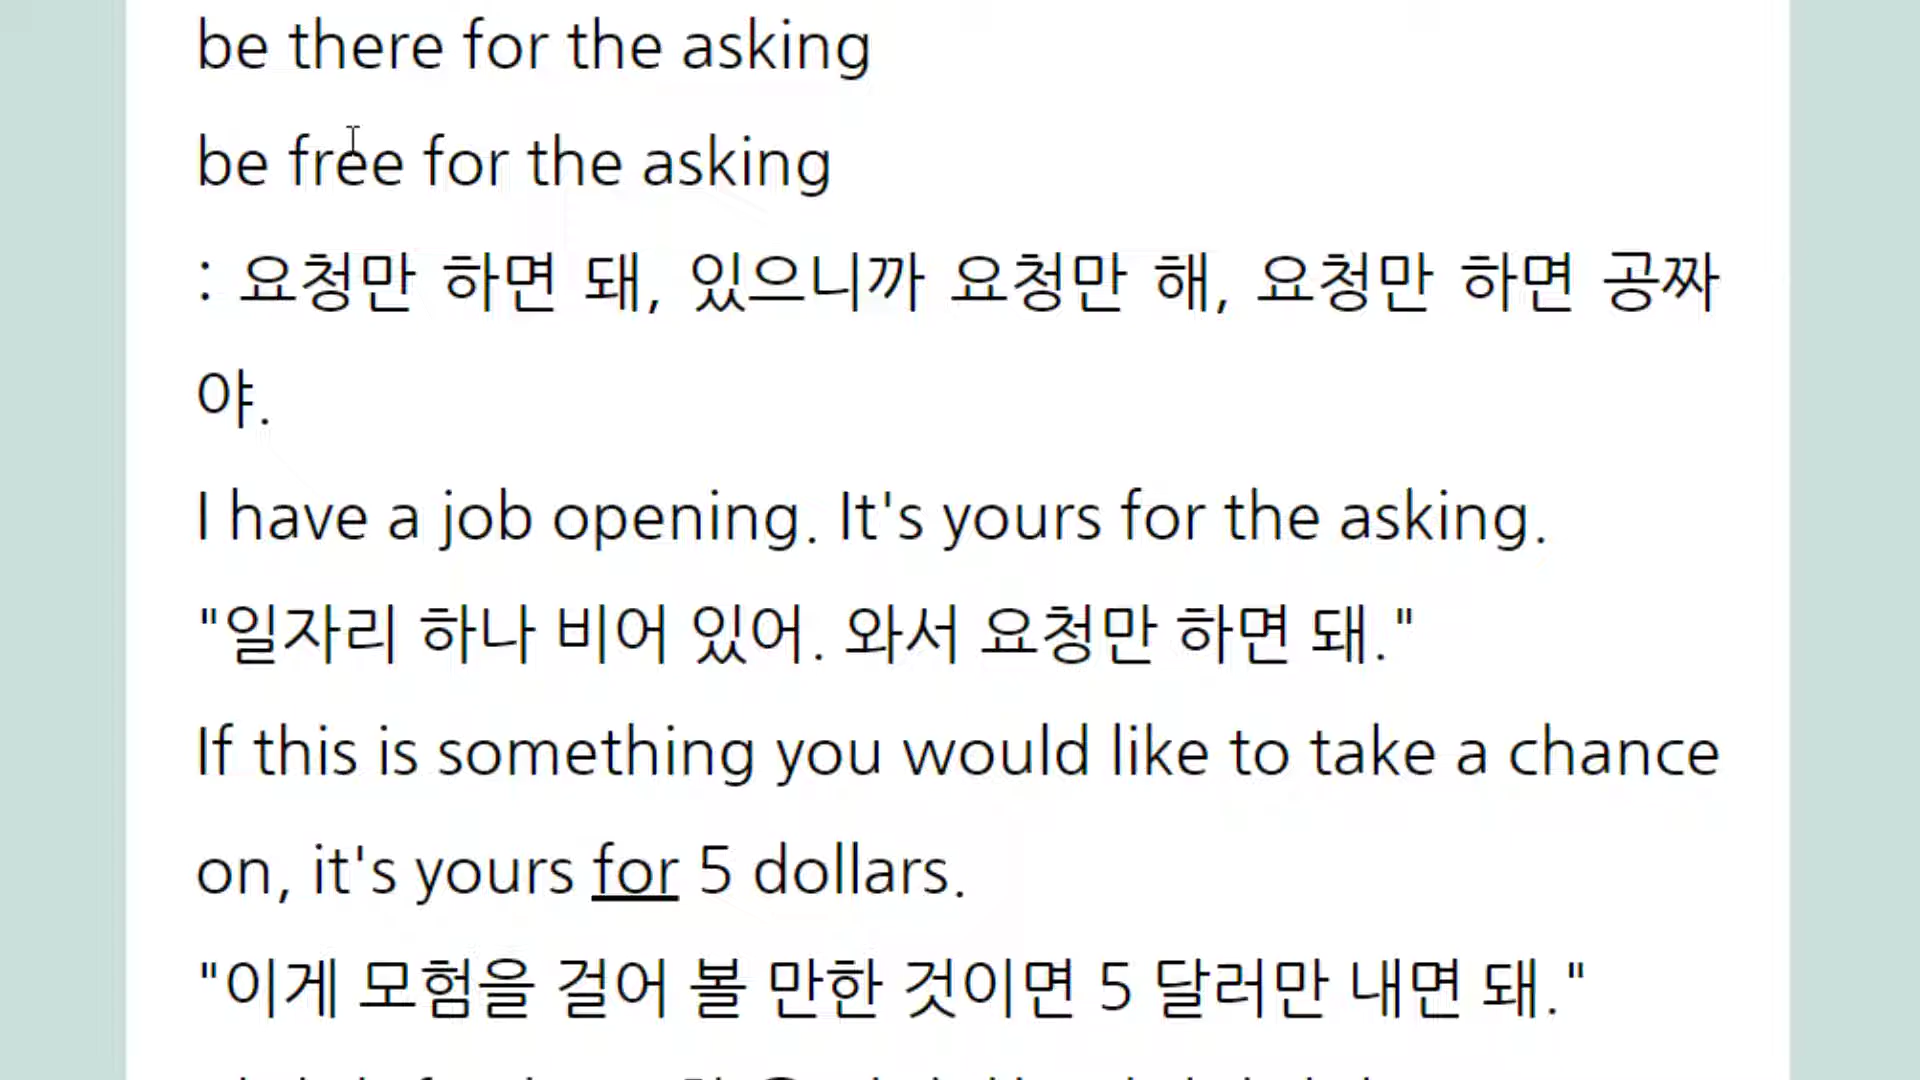 be there for the asking
be free for the asking
: 요청만 하면 돼, 있으니까 요청만 해, 요청만 하면 공짜
야.
I have a job opening. It's yours for the asking.
"일자리 하나 비어 있어. 와서 요청만 하면 돼."
If this is something you would like to take a chance
on, it's yours for 5 dollars.
"이게 모험을 걸어 볼 만한 것이면 5 달러만 내면 돼."